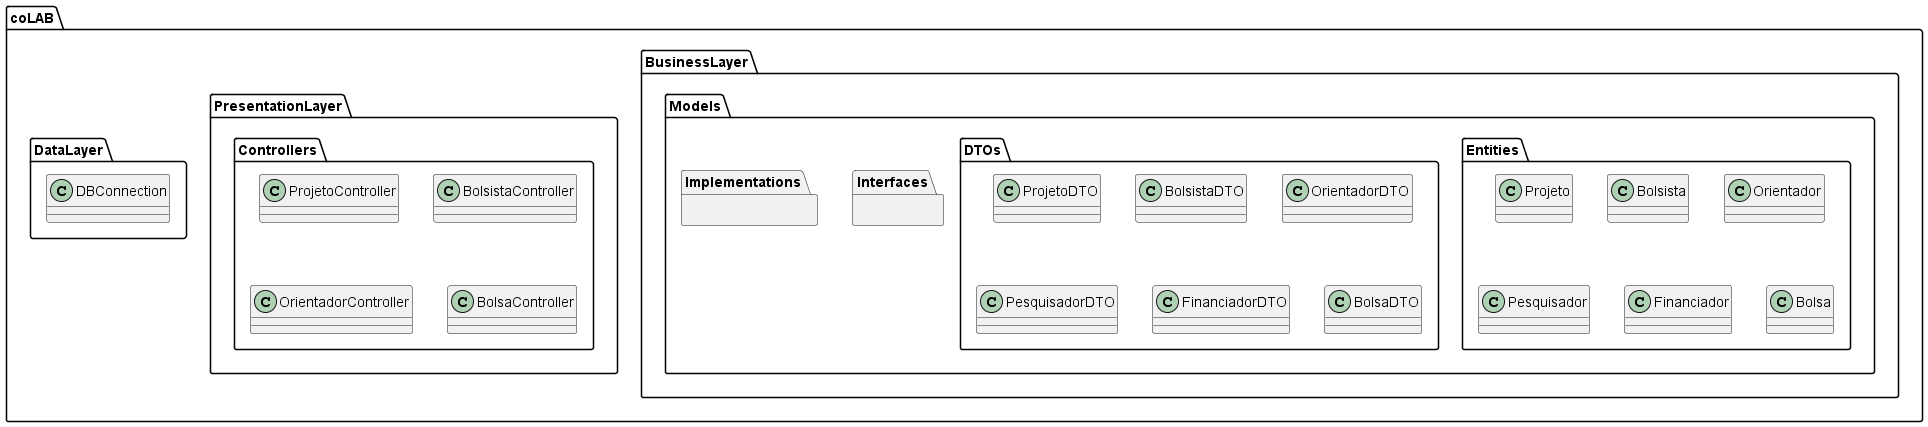 coLAB
BusinessLayer
PresentationLayer
Models
DataLayer
Controllers
DTOs
Entities
C DBConnection
C ProjetoController
C BolsistaController
Implementations
Interfaces
C ProjetoDTO
C BolsistaDTO
C OrientadorDTO
C Projeto
C Bolsista
C Orientador
C OrientadorController
C BolsaController
C PesquisadorDTO
C FinanciadorDTO
C BolsaDTO
C Pesquisador
C Financiador
C Bolsa